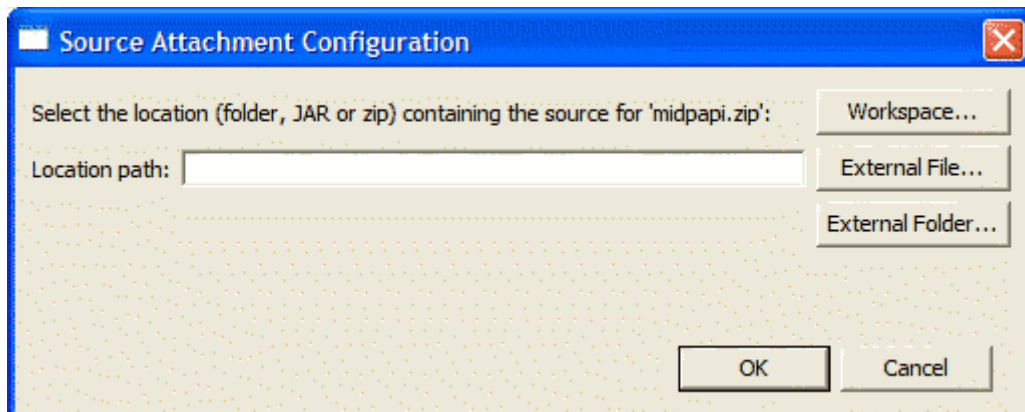 Source Attachment Configuration
Select the location (folder, JAR or zip) containing the source for 'midpapi.zip':
Workspace...
Location path:
External File...
External Folder...
OK
Cancel